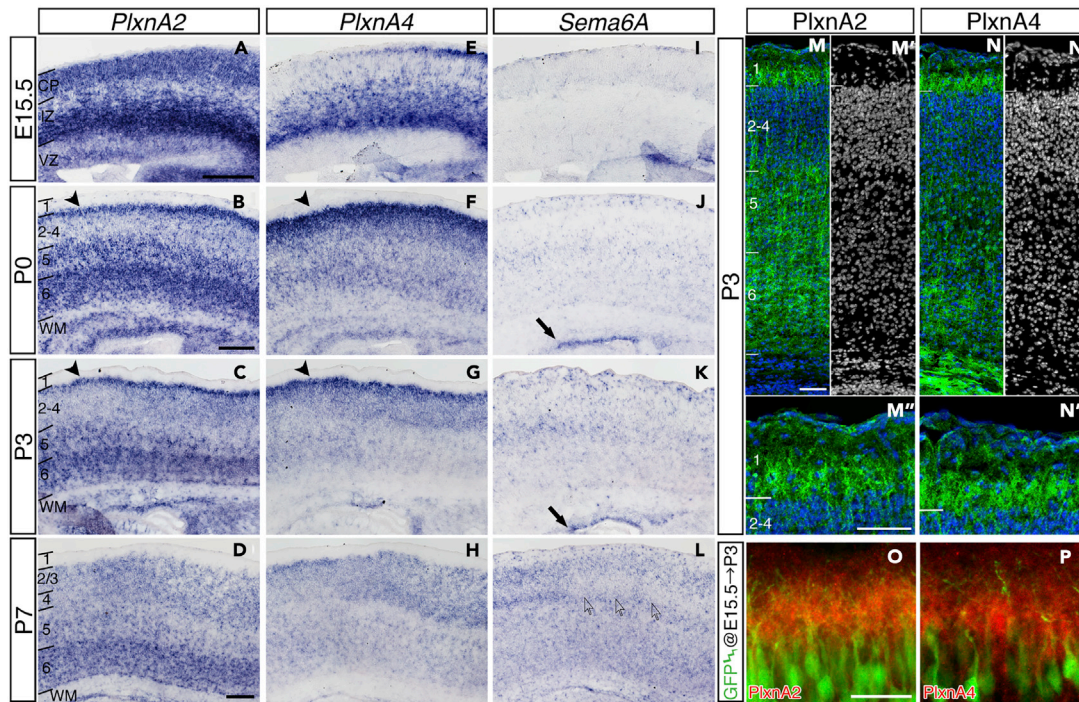 PlxnA2 PlxnA4 Sema6A PlxnA2 PlxnA4
E15.5
A
CP
IZ
VZ
E
I
P0
B
1
2-4
5
6
WM
F
J
P3
C
1
2-4
5
6
WM
G
K
P7
D
1
2/3
4
5
6
WM
H
L
P3
M
1
2-4
5
6
M'
N
N
M"
1
2-4
N"
GFP @E15.5→P3
O
PlxnA2
P
PlxnA4